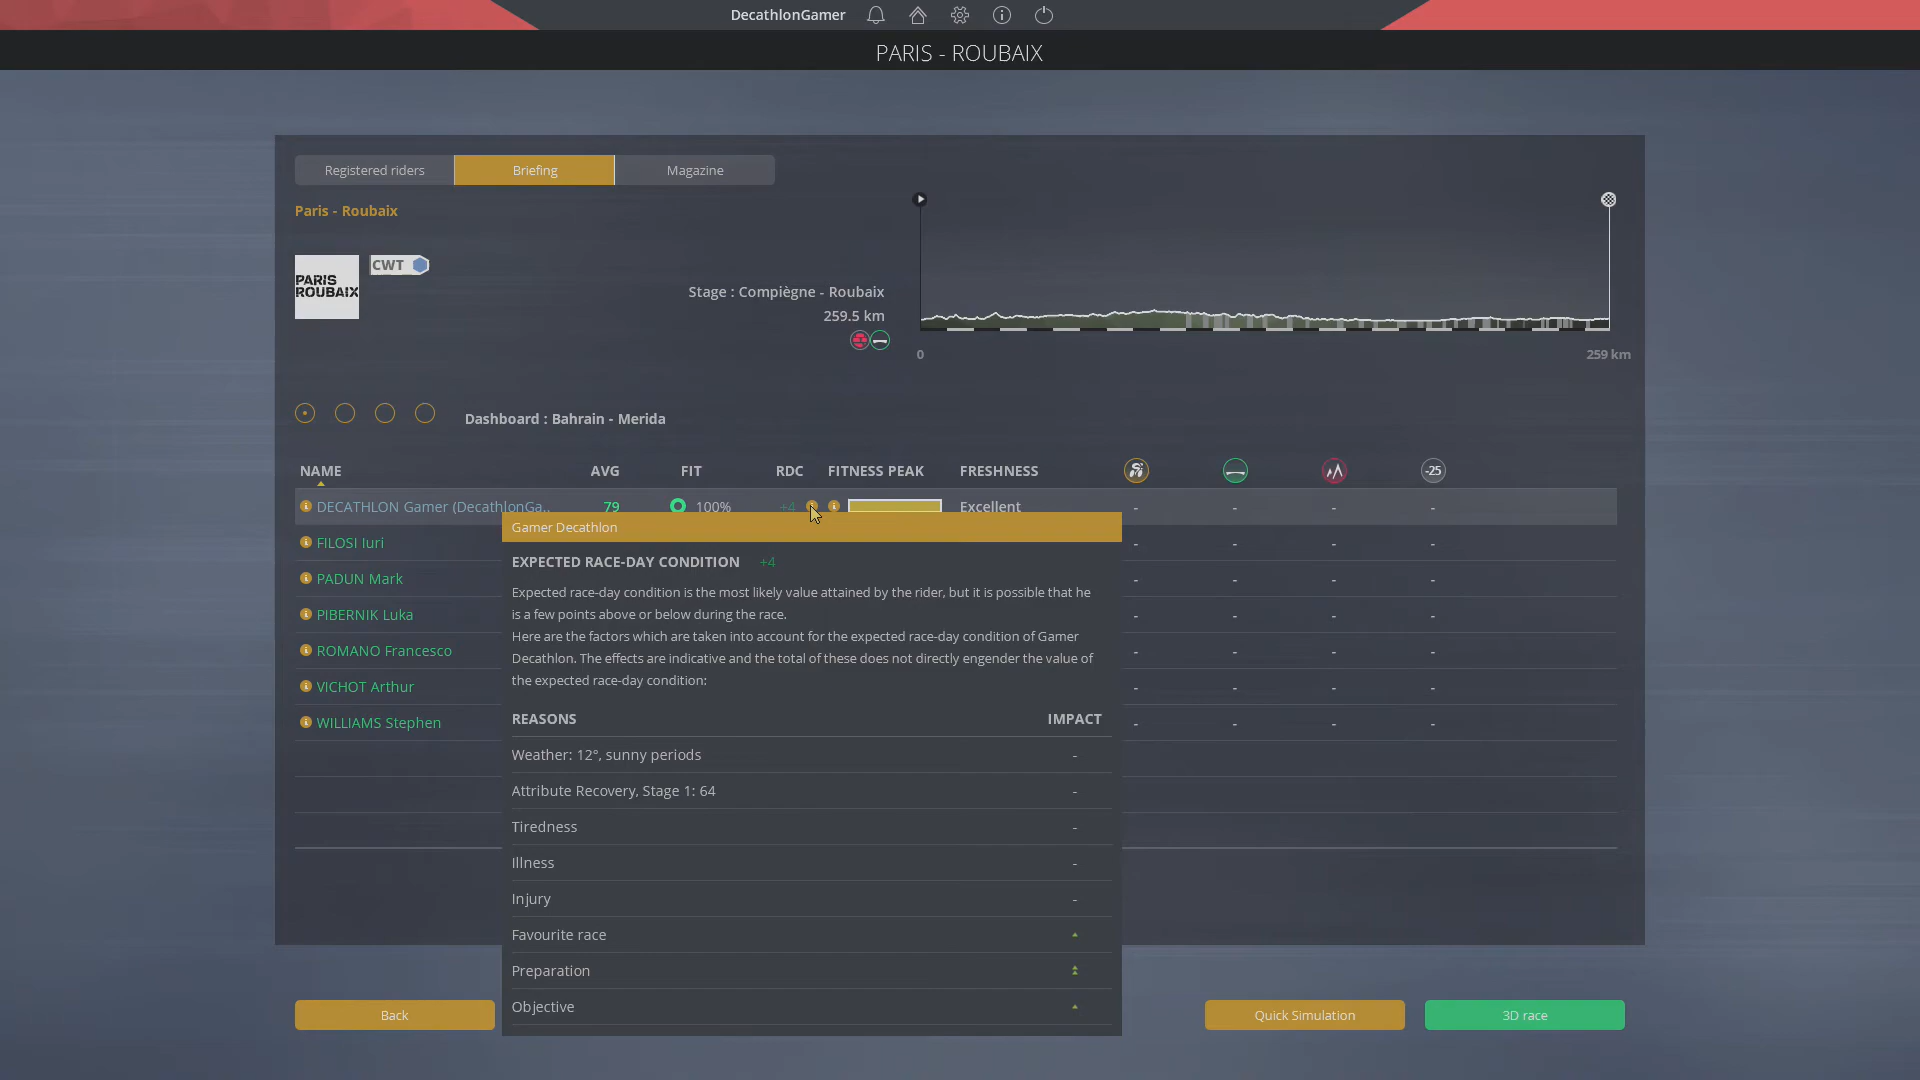 DecathlonGamer
PARIS - ROUBAIX
Registered riders
Briefing
Magazine
Paris - Roubaix
PARIS
ROUBAIX
CWT
Stage : Compiègne - Roubaix
259.5 km
0
259 km
Dashboard : Bahrain - Merida
NAME AVG FIT RDC FITNESS PEAK FRESHNESS -25
DECATHLON Gamer (DecathlonGa.. 79 100% +4 Excellent - - - -
FILOSI Iuri - - - -
PADUN Mark - - - -
PIBERNIK Luka - - - -
ROMANO Francesco - - - -
VICHOT Arthur - - - -
WILLIAMS Stephen - - - -
Gamer Decathlon
EXPECTED RACE-DAY CONDITION +4
Expected race-day condition is the most likely value attained by the rider, but it is possible that he
is a few points above or below during the race.
Here are the factors which are taken into account for the expected race-day condition of Gamer
Decathlon. The effects are indicative and the total of these does not directly engender the value of
the expected race-day condition:
REASONS IMPACT
Weather: 12°, sunny periods -
Attribute Recovery, Stage 1: 64 -
Tiredness -
Illness -
Injury -
Favourite race
Preparation
Objective
Back
Quick Simulation
3D race